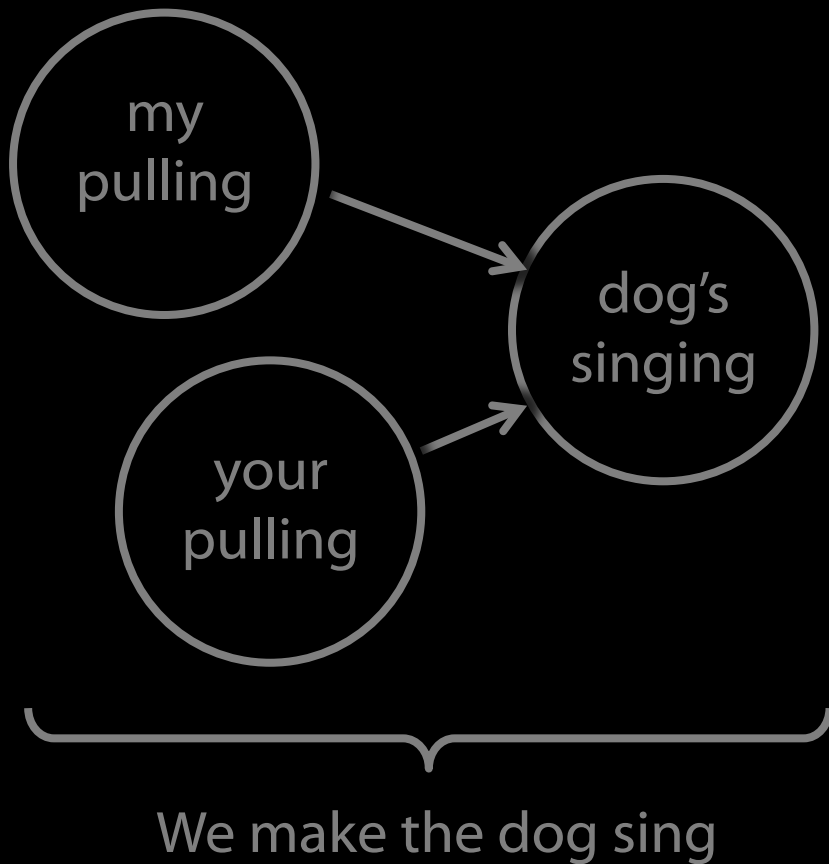 my
pulling
dog’s
singing
your
pulling
We make the dog sing